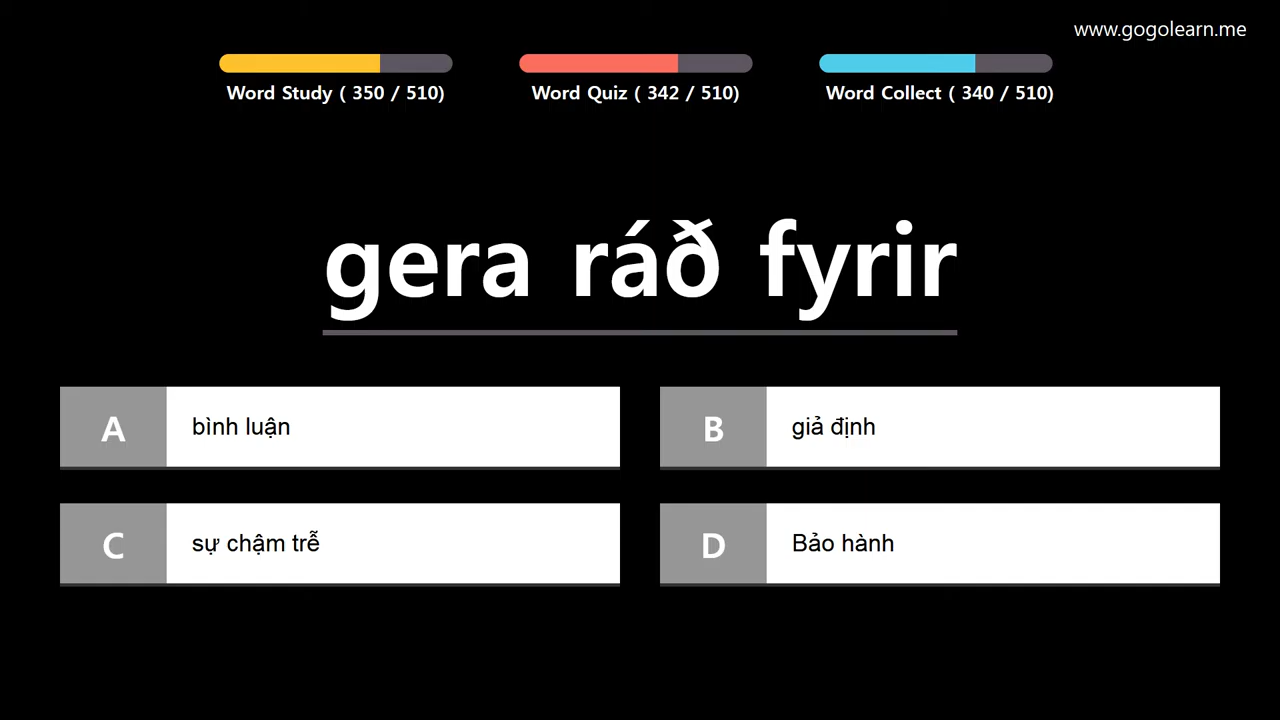 www.gogolearn.me
Word Study ( 350 / 510)
Word Quiz ( 342 / 510)
Word Collect ( 340 / 510)
gera ráð fyrir
A bình luận
B giả định
C sự chậm trễ
D Bảo hành